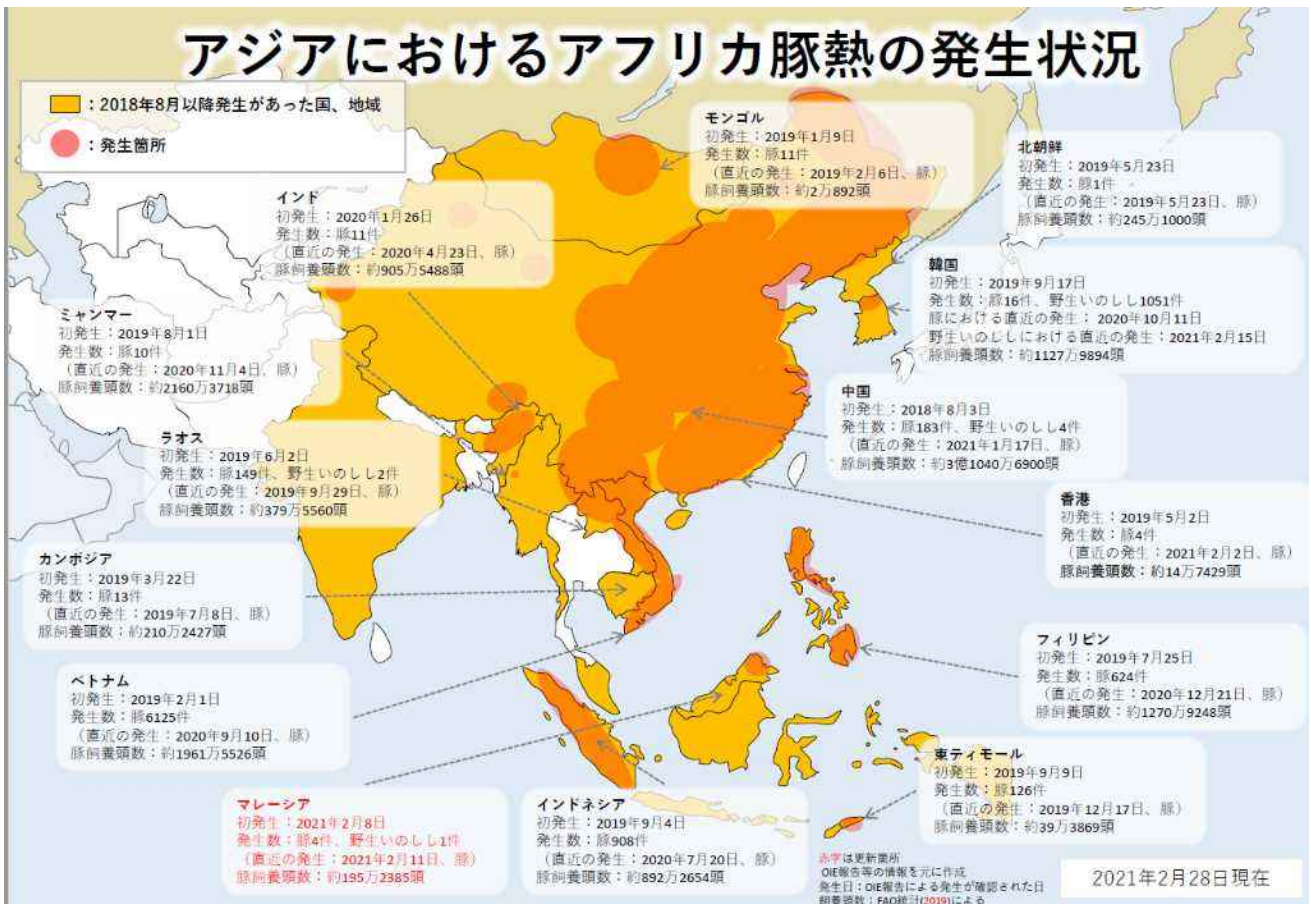 アジアにおけるアフリカ豚熱の発生状況
：2018年8月以降発生があった国、地域
：発生箇所
モンゴル
初発生：2019年1月9日
発生数：豚11件
（直近の発生：2019年2月6日、豚）
豚飼養頭数：約2万892頭
北朝鮮
初発生：2019年5月23日
発生数：豚1件
（直近の発生：2019年5月23日、豚）
豚飼養頭数：約245万1000頭
インド
初発生：2020年1月26日
発生数：豚11件
（直近の発生：2020年4月23日、豚）
豚飼養頭数：約905万5488頭
韓国
初発生：2019年9月17日
発生数：豚16件、野生いのしし1051件
豚における直近の発生：2020年10月11日
野生いのししにおける直近の発生：2021年2月15日
豚飼養頭数：約1127万9894頭
ミャンマー
初発生：2019年8月1日
発生数：豚10件
（直近の発生：2020年11月4日、豚）
豚飼養頭数：約2160万3718頭
中国
初発生：2018年8月3日
発生数：豚183件、野生いのしし4件
（直近の発生：2021年1月17日、豚）
豚飼養頭数：約3億1040万6900頭
ラオス
初発生：2019年6月2日
発生数：豚149件、野生いのしし2件
（直近の発生：2019年9月29日、豚）
豚飼養頭数：約379万5560頭
香港
初発生：2019年5月2日
発生数：豚4件
（直近の発生：2021年2月2日、豚）
豚飼養頭数：約14万7429頭
カンボジア
初発生：2019年3月22日
発生数：豚13件
（直近の発生：2019年7月8日、豚）
豚飼養頭数：約210万2427頭
フィリピン
初発生：2019年7月25日
発生数：豚624件
（直近の発生：2020年12月21日、豚）
豚飼養頭数：約1270万9248頭
ベトナム
初発生：2019年2月1日
発生数：豚6125件
（直近の発生：2020年9月10日、豚）
豚飼養頭数：約1961万5526頭
東ティモール
初発生：2019年9月9日
発生数：豚126件
（直近の発生：2019年12月17日、豚）
豚飼養頭数：約39万3869頭
マレーシア
初発生：2021年2月8日
発生数：豚4件、野生いのしし1件
（直近の発生：2021年2月11日、豚）
豚飼養頭数：約195万2385頭
インドネシア
初発生：2019年9月4日
発生数：豚908件
（直近の発生：2020年7月20日、豚）
豚飼養頭数：約892万2654頭
赤字は更新箇所
OIE報告等の情報を元に作成
発生日：OIE報告による発生が確認された日
飼養頭数：FAO統計(2019)による
2021年2月28日現在